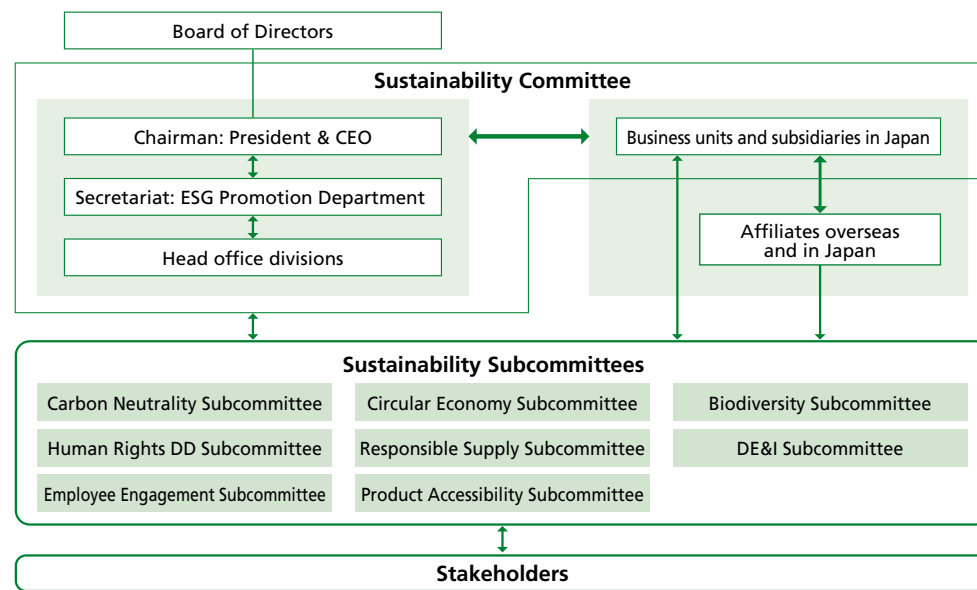 Board of Directors
Sustainability Committee
Chairman: President & CEO
Business units and subsidiaries in Japan
Secretariat: ESG Promotion Department
Affiliates overseas
and in Japan
Head office divisions
Sustainability Subcommittees
Carbon Neutrality Subcommittee
Circular Economy Subcommittee
Biodiversity Subcommittee
Human Rights DD Subcommittee
Responsible Supply Subcommittee
DE&I Subcommittee
Employee Engagement Subcommittee
Product Accessibility Subcommittee
Stakeholders